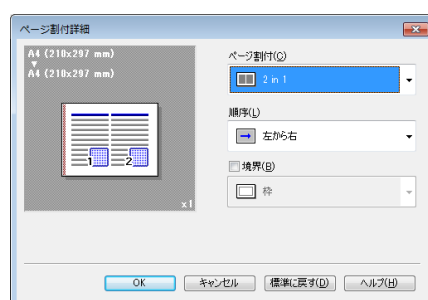 ページ割付詳細
A4 (210x297 mm)
A4 (210x297 mm)
1 2
x1
ページ割付(C)
2 in 1
順序(L)
左から右
境界(B)
枠
OK キャンセル 標準に戻す(D) ヘルプ(H)